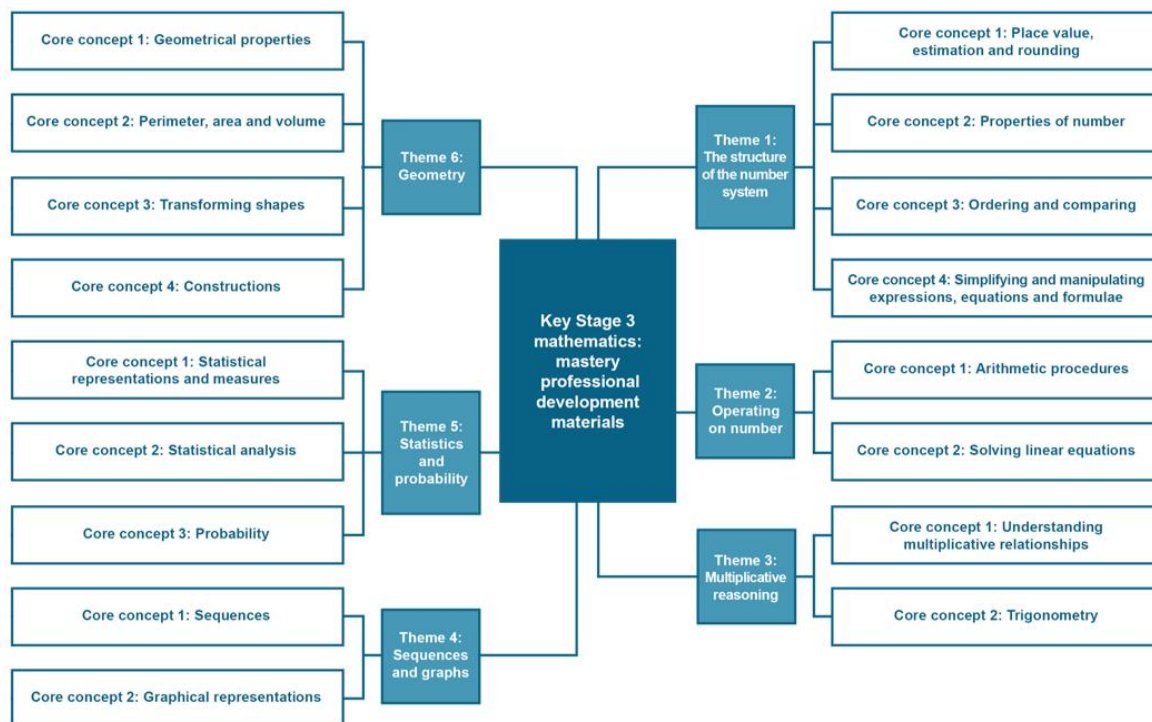 Core concept 1: Geometrical properties
Core concept 2: Perimeter, area and volume
Core concept 3: Transforming shapes
Core concept 4: Constructions
Theme 6:
Geometry
Core concept 1: Statistical
representations and measures
Core concept 2: Statistical analysis
Core concept 3: Probability
Theme 5:
Statistics
and
probability
Core concept 1: Sequences
Core concept 2: Graphical representations
Theme 4:
Sequences
and graphs
Key Stage 3
mathematics:
mastery
professional
development
materials
Theme 1:
The structure
of the number
system
Core concept 1: Place value,
estimation and rounding
Core concept 2: Properties of number
Core concept 3: Ordering and comparing
Core concept 4: Simplifying and manipulating
expressions, equations and formulae
Theme 2:
Operating
on number
Core concept 1: Arithmetic procedures
Core concept 2: Solving linear equations
Theme 3:
Multiplicative
reasoning
Core concept 1: Understanding
multiplicative relationships
Core concept 2: Trigonometry